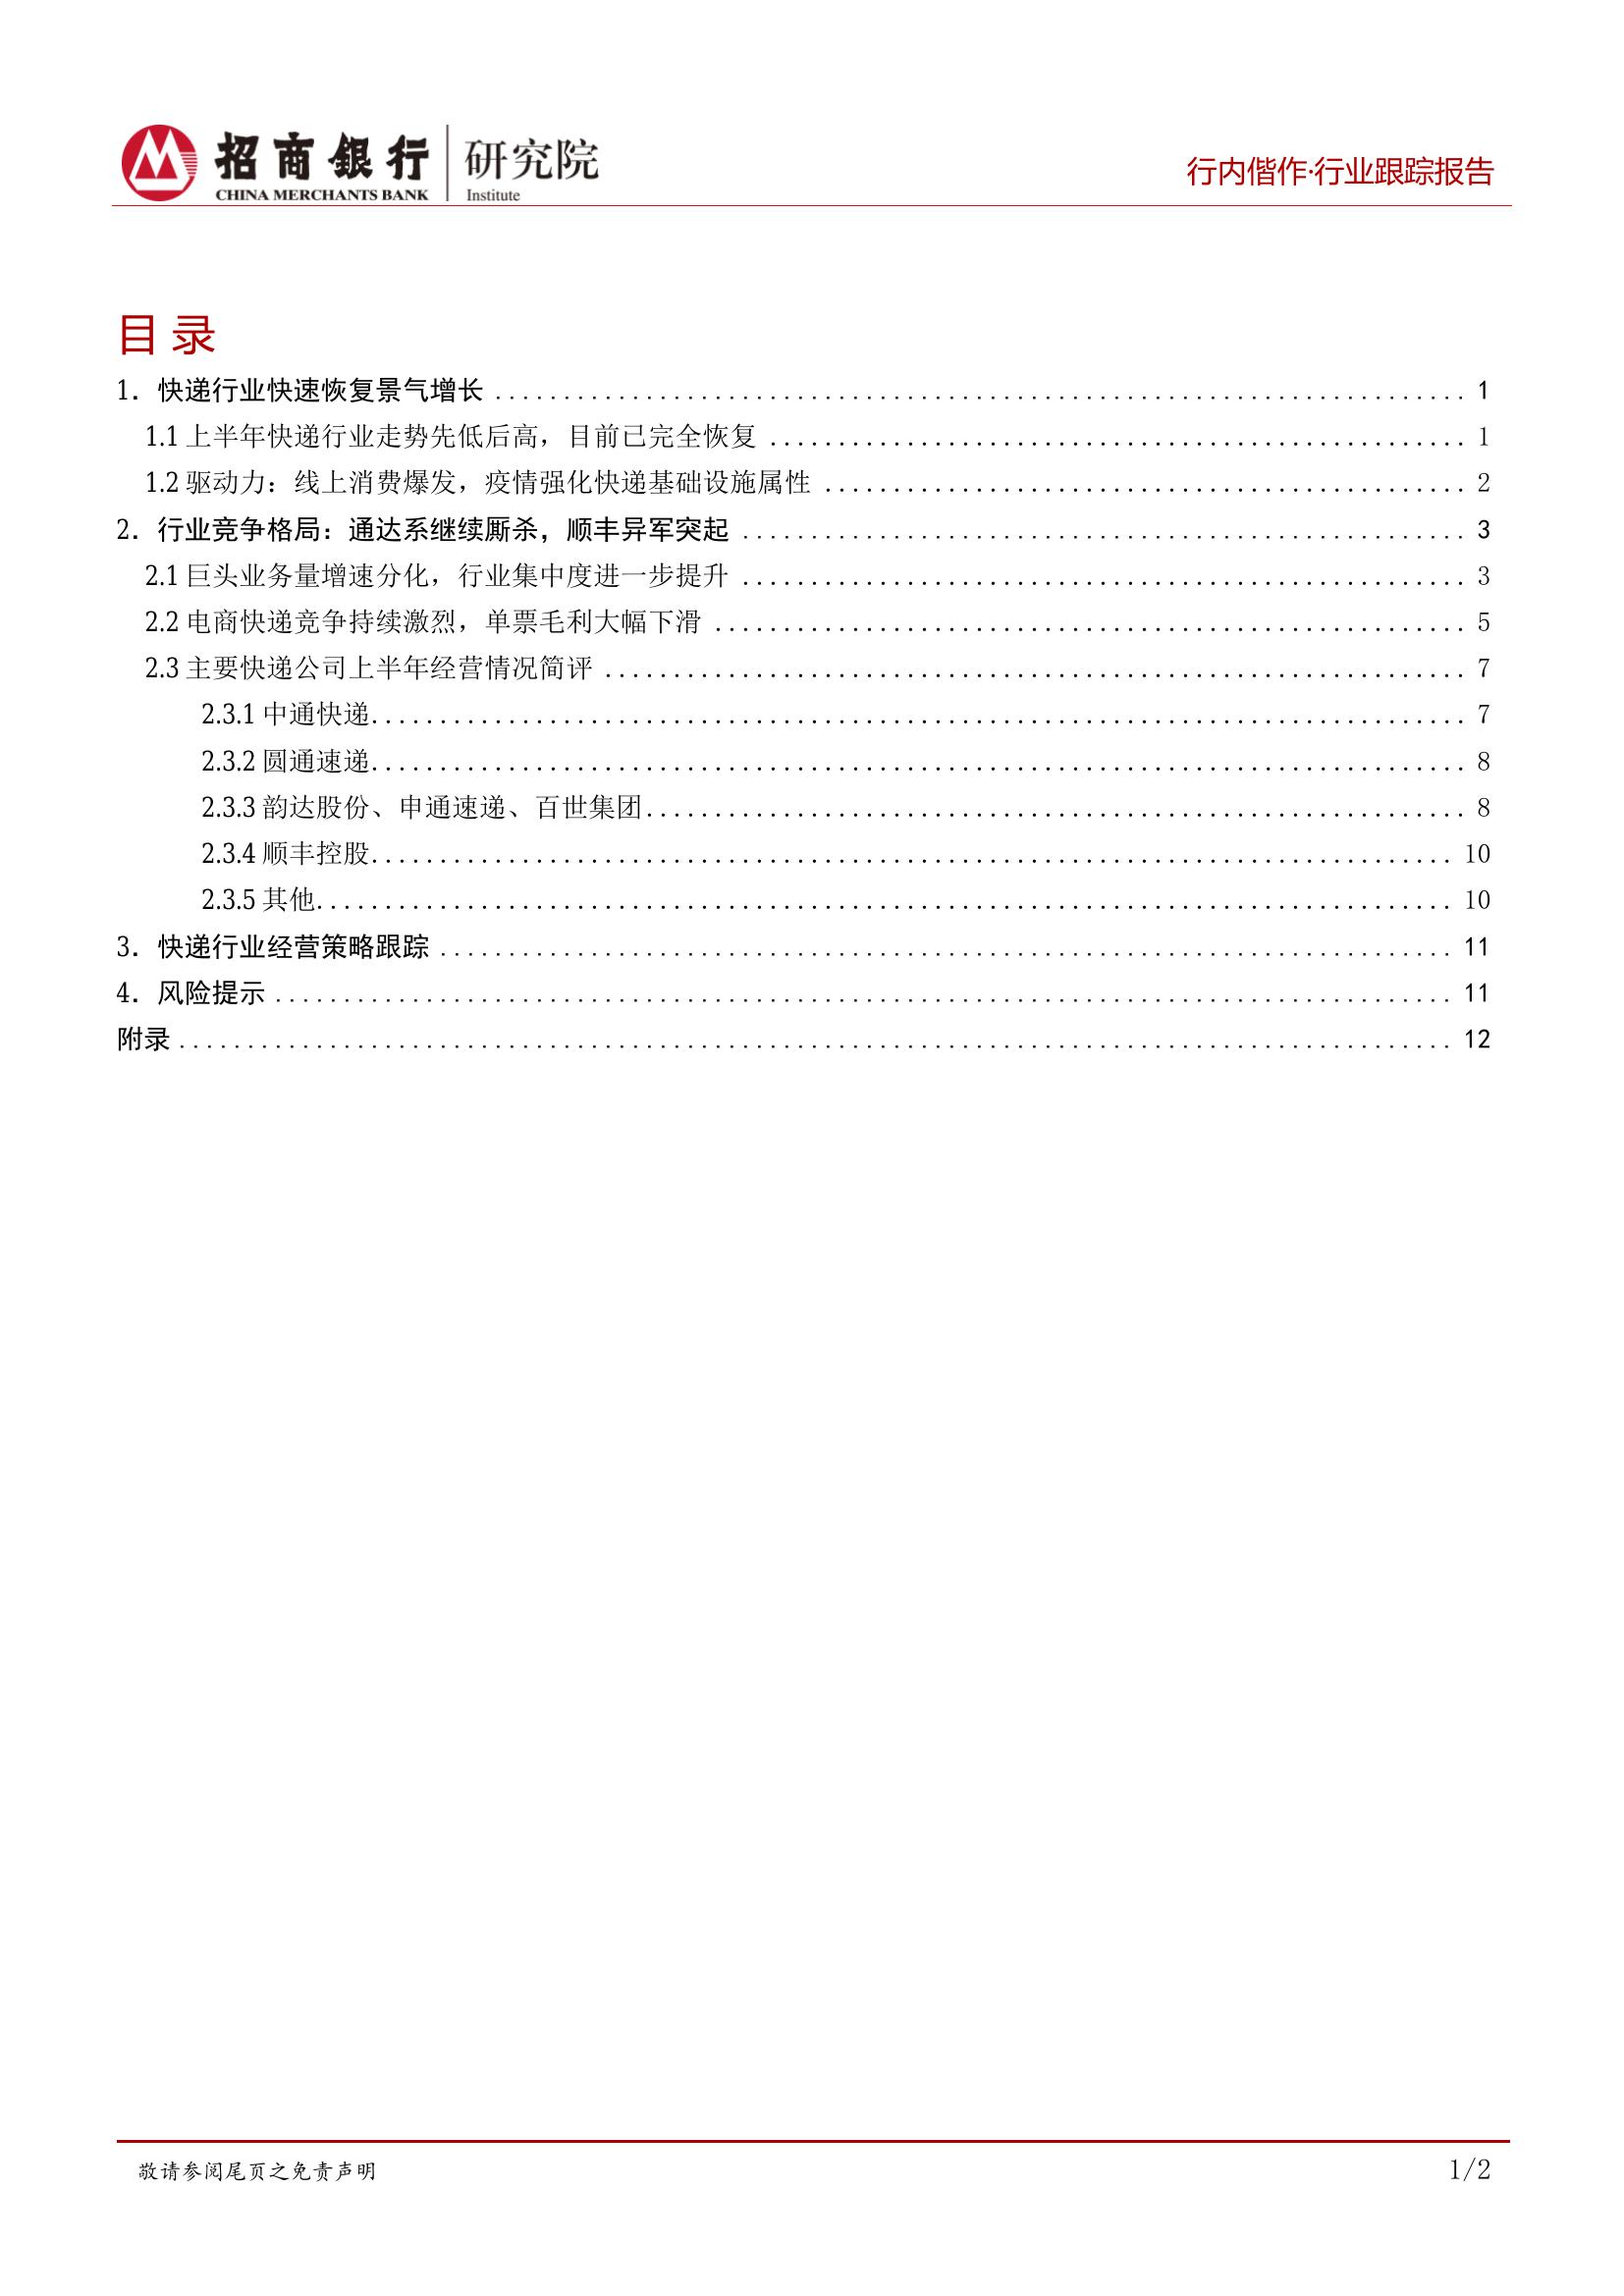 招商銀行 研究院
CHINA MERCHANTS BANK Institute
行内偕作·行业跟踪报告
目 录
1. 快递行业快速恢复景气增长 ........ 1
1.1 上半年快递行业走势先低后高，目前已完全恢复 ........ 1
1.2 驱动力：线上消费爆发，疫情强化快递基础设施属性 ........ 2
2. 行业竞争格局：通达系继续厮杀，顺丰异军突起 ........ 3
2.1 巨头业务量增速分化，行业集中度进一步提升 ........ 3
2.2 电商快递竞争持续激烈，单票毛利大幅下滑 ........ 5
2.3 主要快递公司上半年经营情况简评 ........ 7
2.3.1 中通快递 ........ 7
2.3.2 圆通速递 ........ 8
2.3.3 韵达股份、申通速递、百世集团 ........ 8
2.3.4 顺丰控股 ........ 10
2.3.5 其他 ........ 10
3. 快递行业经营策略跟踪 ........ 11
4. 风险提示 ........ 11
附录 ........ 12
敬请参阅尾页之免责声明
1/2